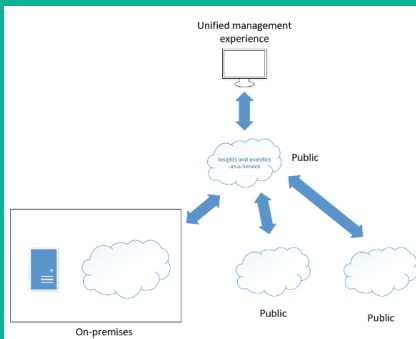 Unified management
experience
Insights and analytics
-as-a-Service
Public
On-premises
Public
Public